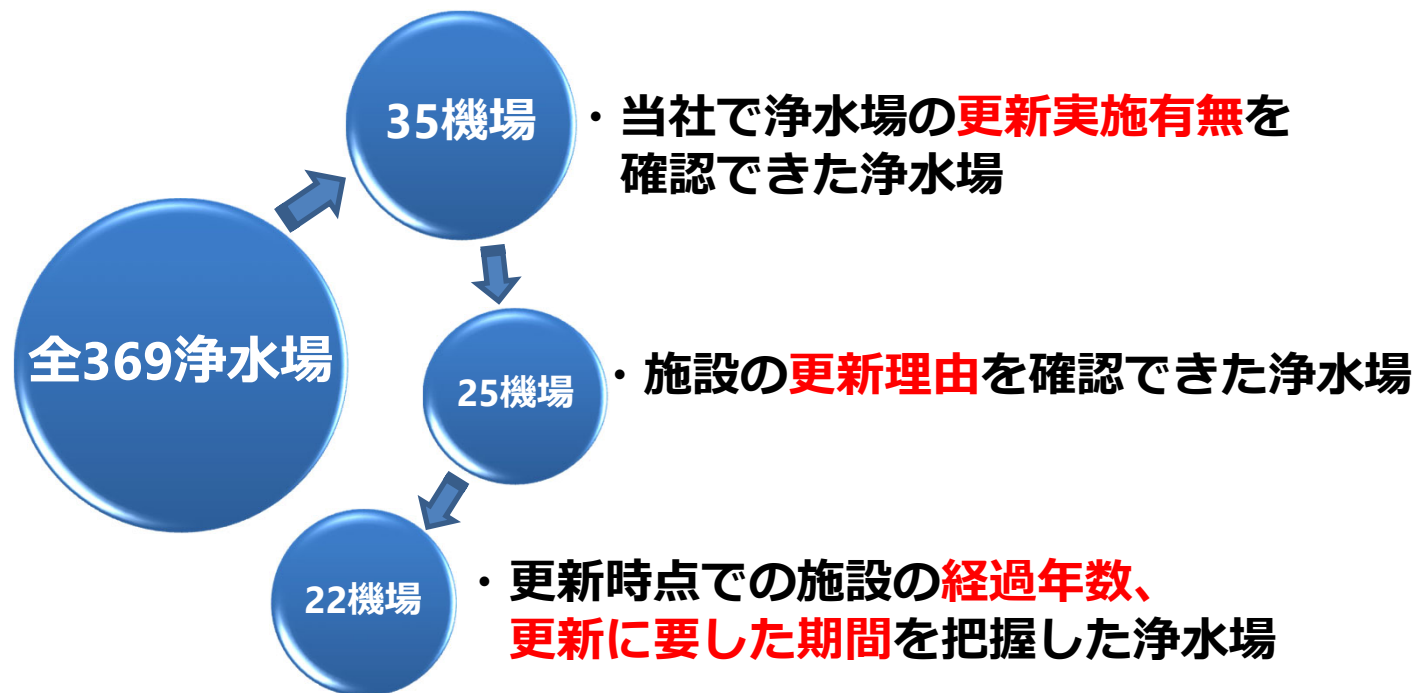 35機場
・当社で浄水場の更新実施有無を
確認できた浄水場
全369浄水場
25機場
・施設の更新理由を確認できた浄水場
22機場
・更新時点での施設の経過年数、
更新に要した期間を把握した浄水場